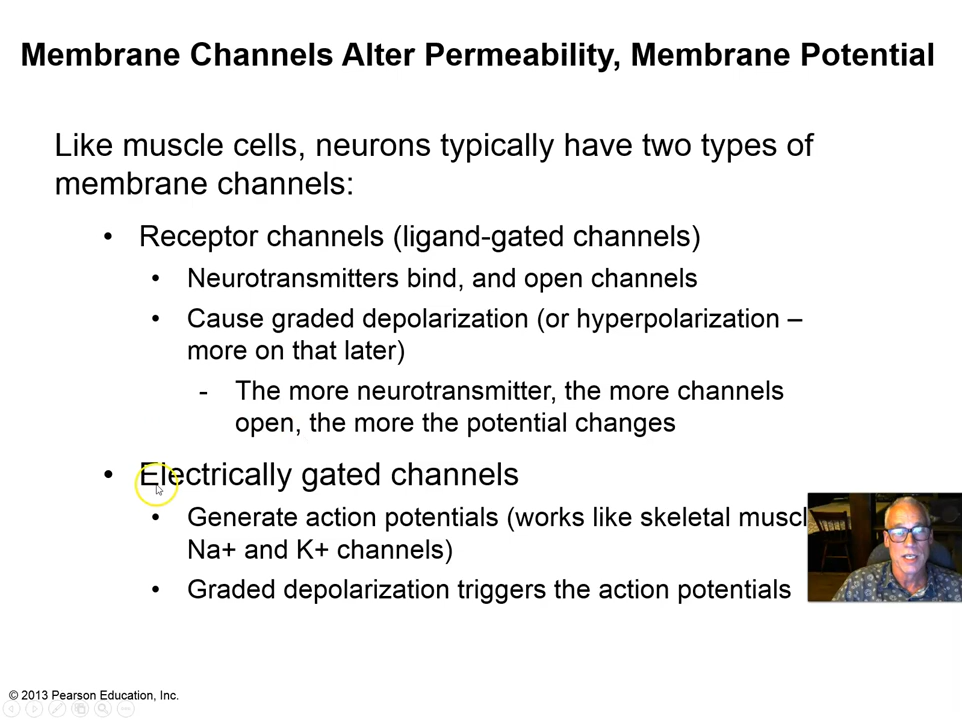 Membrane Channels Alter Permeability, Membrane Potential
Like muscle cells, neurons typically have two types of
membrane channels:
• Receptor channels (ligand-gated channels)
• Neurotransmitters bind, and open channels
• Cause graded depolarization (or hyperpolarization –
more on that later)
- The more neurotransmitter, the more channels
open, the more the potential changes
• Electrically gated channels
• Generate action potentials (works like skeletal muscl
Na+ and K+ channels)
• Graded depolarization triggers the action potentials
© 2013 Pearson Education, Inc.